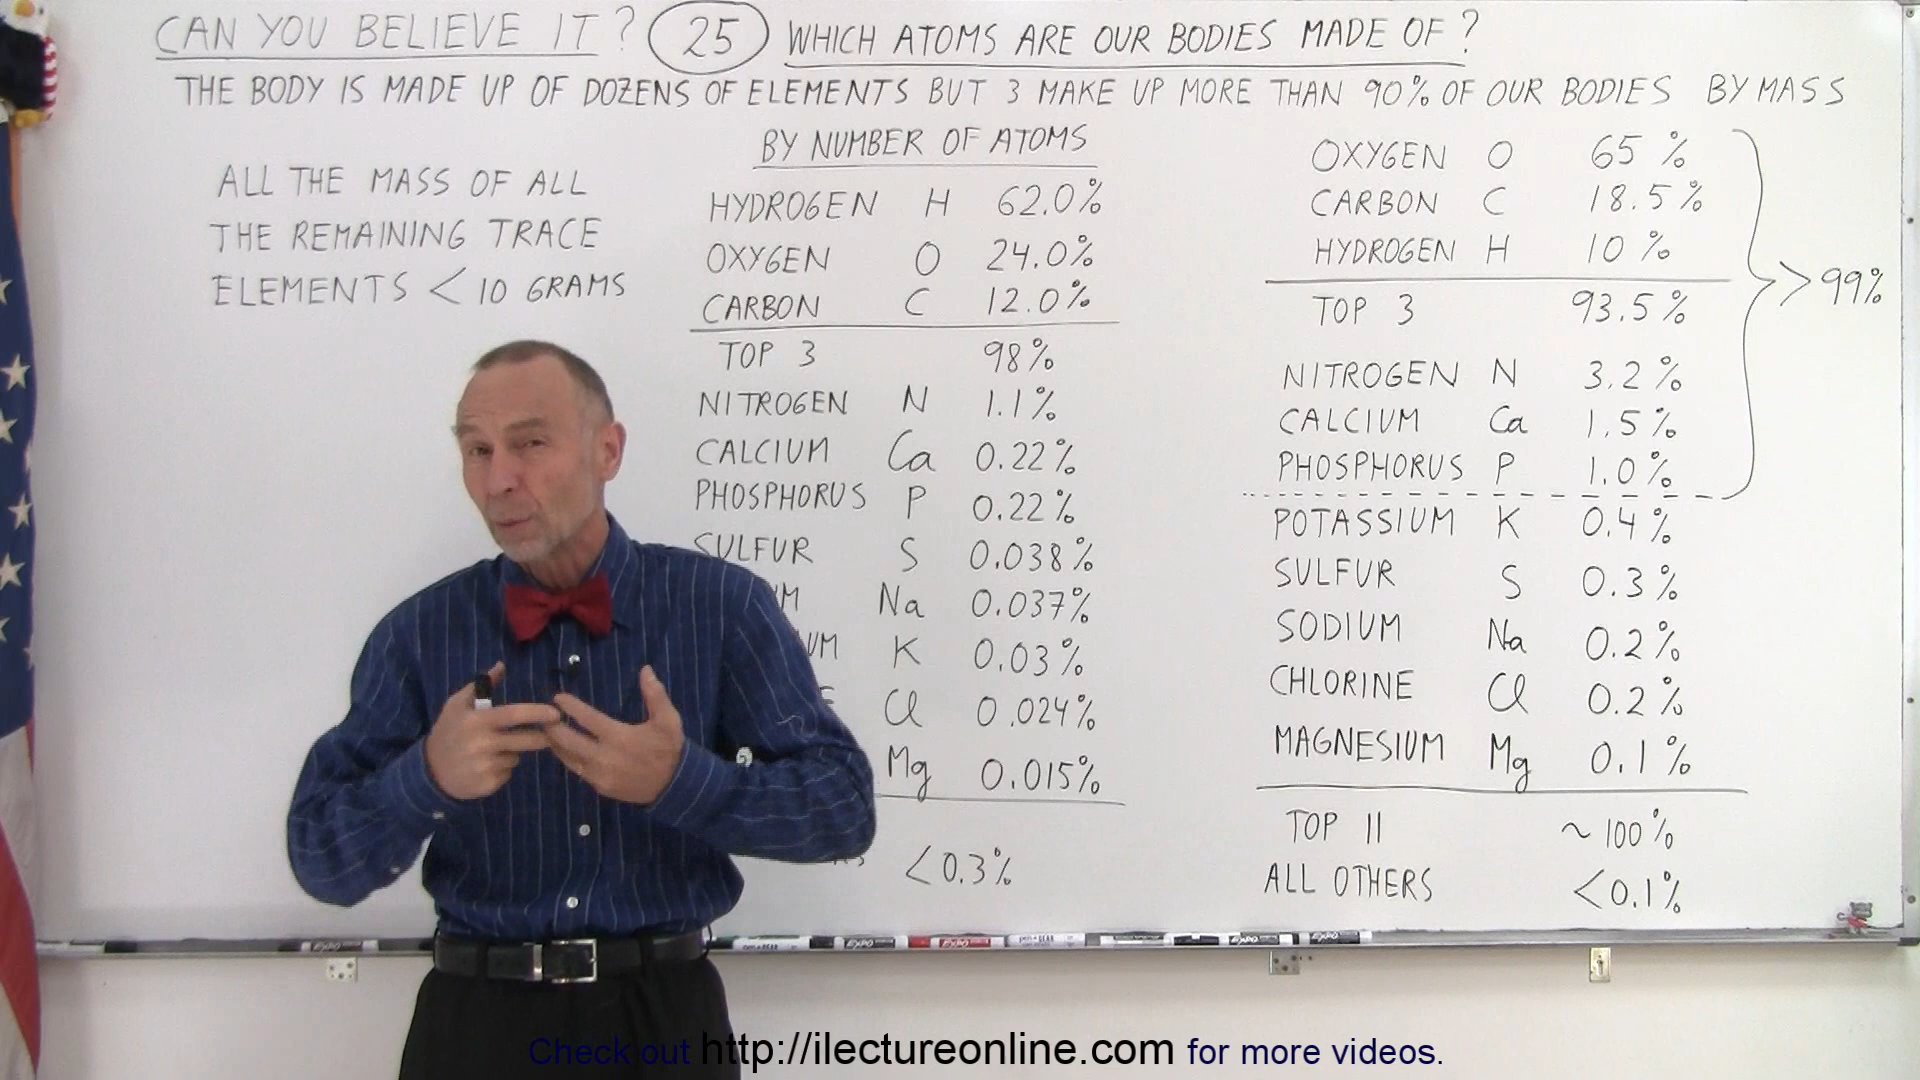 CAN YOU BELIEVE IT? 25 WHICH ATOMS ARE OUR BODIES MADE OF?
THE BODY IS MADE UP OF DOZENS OF ELEMENTS BUT 3 MAKE UP MORE THAN 90% OF OUR BODIES BY MASS
ALL THE MASS OF ALL
THE REMAINING TRACE
ELEMENTS < 10 GRAMS
BY NUMBER OF ATOMS
HYDROGEN H 62.0%
OXYGEN O 24.0%
CARBON C 12.0%
TOP 3 98%
NITROGEN N 1.1%
CALCIUM Ca 0.22%
PHOSPHORUS P 0.22%
SULFUR S 0.038%
Na 0.037%
K 0.03%
Cl 0.024%
Mg 0.015%
<0.3%
OXYGEN O 65%
CARBON C 18.5%
HYDROGEN H 10%
TOP 3 93.5%
NITROGEN N 3.2%
CALCIUM Ca 1.5%
PHOSPHORUS P 1.0%
>99%
POTASSIUM K 0.4%
SULFUR S 0.3%
SODIUM Na 0.2%
CHLORINE Cl 0.2%
MAGNESIUM Mg 0.1%
TOP 11 ~100%
ALL OTHERS <0.1%
EXPO
Check out http://ilectureonline.com for more videos.